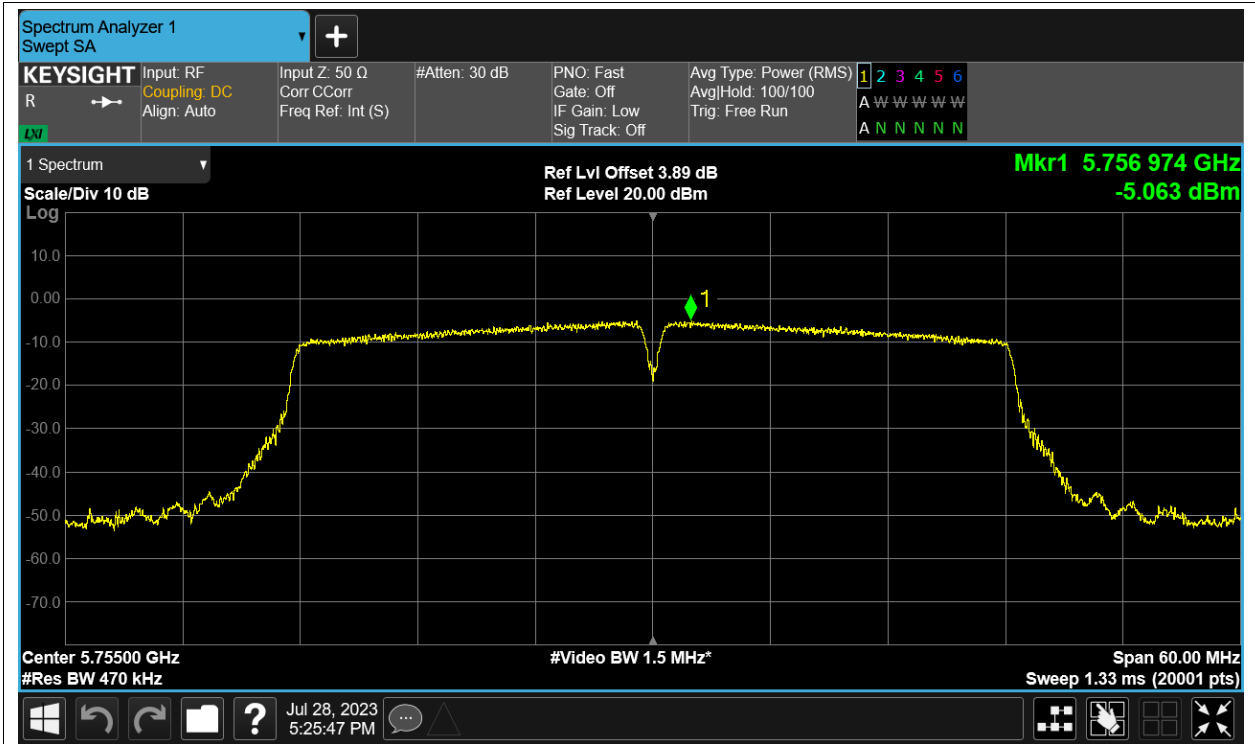 Spectrum Analyzer 1
Swept SA
+
KEYSIGHT
R
LXI
Input: RF
Coupling: DC
Align: Auto
Input Z: 50 Ω
Corr CCorr
Freq Ref: Int (S)
#Atten: 30 dB
PNO: Fast
Gate: Off
IF Gain: Low
Sig Track: Off
Avg Type: Power (RMS)
Avg|Hold: 100/100
Trig: Free Run
1 2 3 4 5 6
A W W W W W
A N N N N N
1 Spectrum
Scale/Div 10 dB
Log
Ref Lvl Offset 3.89 dB
Ref Level 20.00 dBm
Mkr1 5.756 974 GHz
-5.063 dBm
10.0
0.00
-10.0
-20.0
-30.0
-40.0
-50.0
-60.0
-70.0
1
Center 5.75500 GHz
#Res BW 470 kHz
#Video BW 1.5 MHz*
Span 60.00 MHz
Sweep 1.33 ms (20001 pts)
?
Jul 28, 2023
5:25:47 PM